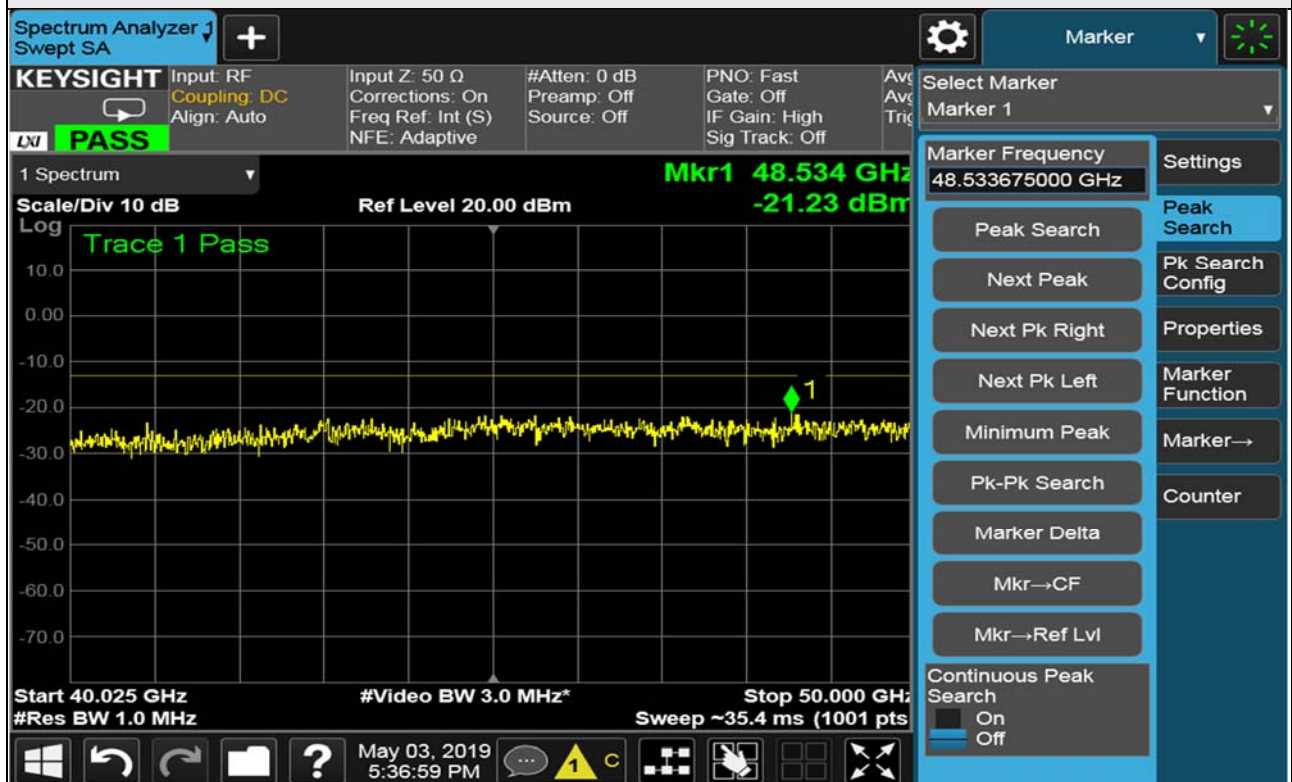 Spectrum Analyzer 1
Swept SA
+
Marker
KEYSIGHT
LXI PASS
Input: RF
Coupling: DC
Align: Auto
Input Z: 50 Ω
Corrections: On
Freq Ref: Int (S)
NFE: Adaptive
#Atten: 0 dB
Preamp: Off
Source: Off
PNO: Fast
Gate: Off
IF Gain: High
Sig Track: Off
Avg
Avg
Trig
1 Spectrum
Mkr1 48.534 GHz
Scale/Div 10 dB
Ref Level 20.00 dBm
-21.23 dBm
Log
Trace 1 Pass
10.0
0.00
-10.0
1
-20.0
-30.0
-40.0
-50.0
-60.0
-70.0
Start 40.025 GHz
#Video BW 3.0 MHz*
Stop 50.000 GHz
#Res BW 1.0 MHz
Sweep ~35.4 ms (1001 pts
?
May 03, 2019
5:36:59 PM
1
C
Select Marker
Marker 1
Marker Frequency
48.533675000 GHz
Peak Search
Next Peak
Next Pk Right
Next Pk Left
Minimum Peak
Pk-Pk Search
Marker Delta
Mkr→CF
Mkr→Ref Lvl
Continuous Peak
Search
On
Off
Settings
Peak
Search
Pk Search
Config
Properties
Marker
Function
Marker→
Counter